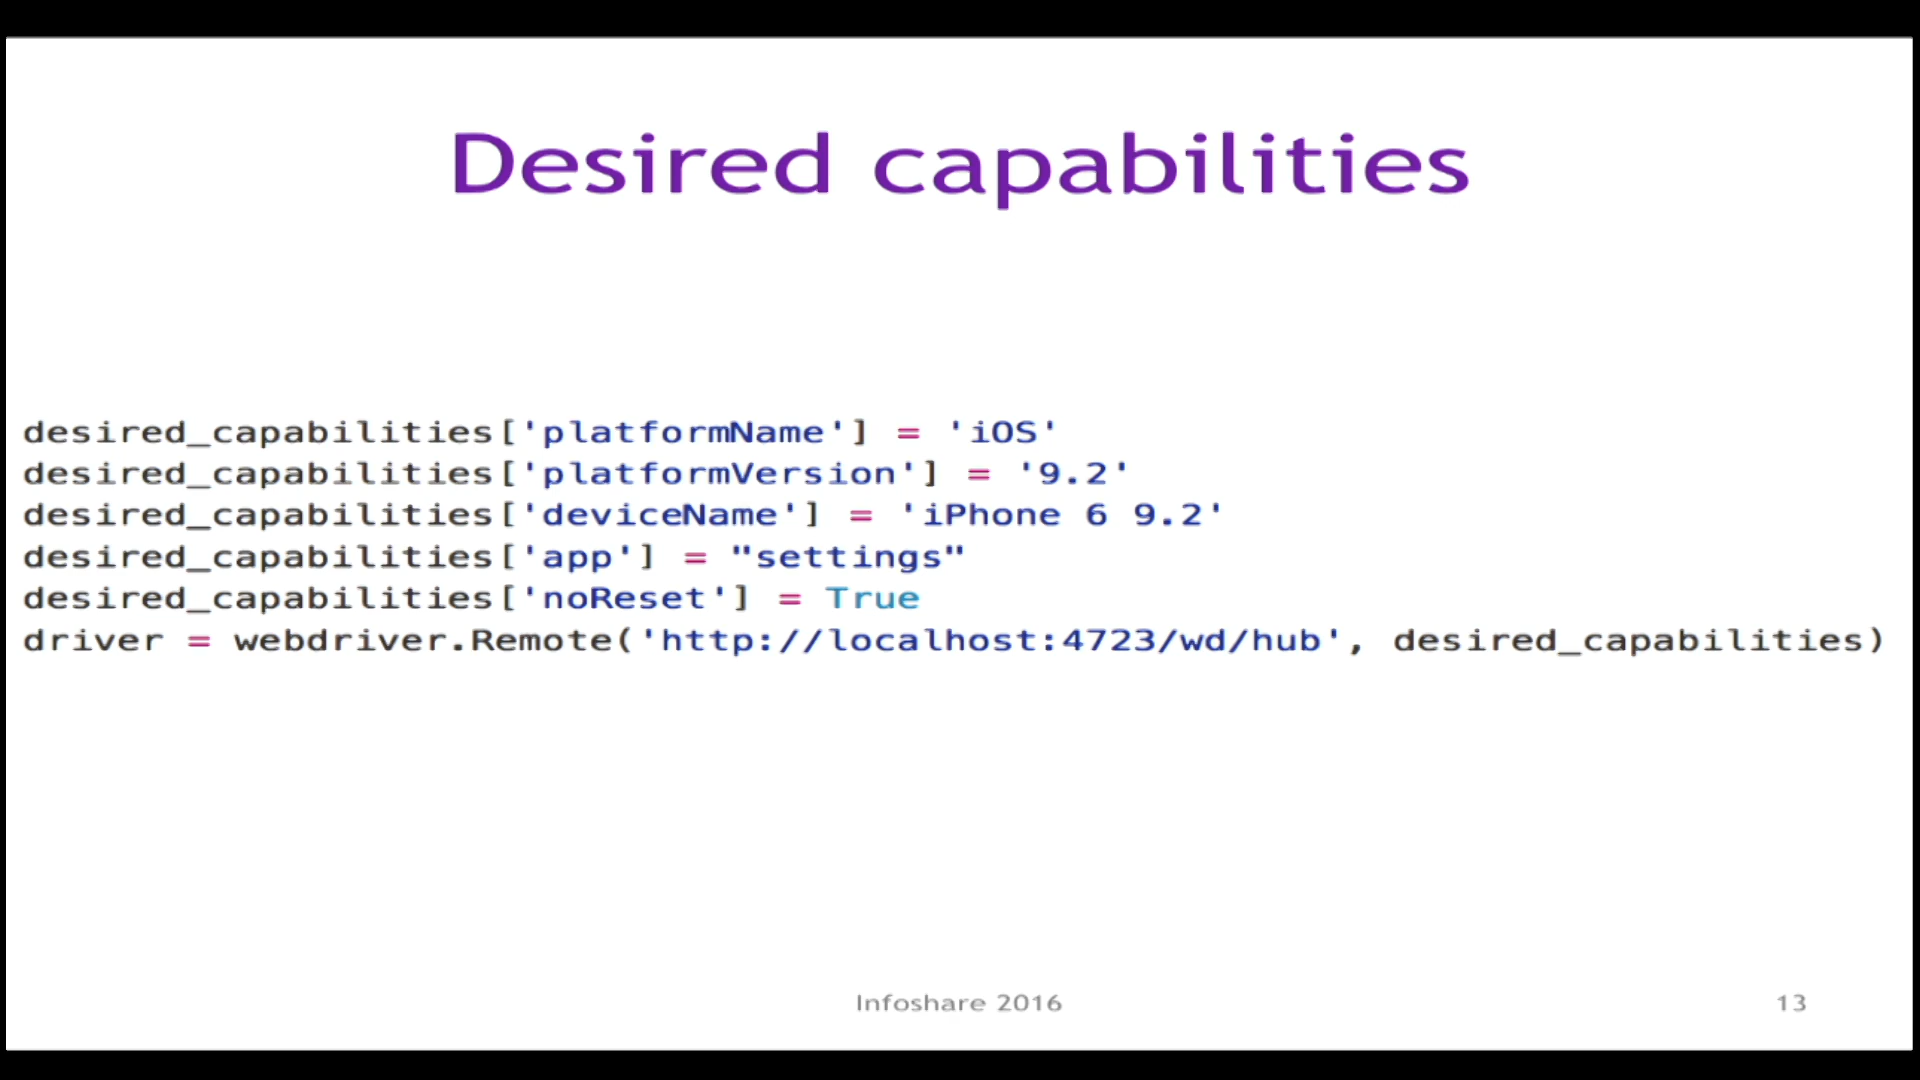 Desired capabilities
desired_capabilities['platformName'] = 'iOS'
desired_capabilities['platformVersion'] = '9.2'
desired_capabilities['deviceName'] = 'iPhone 6 9.2'
desired_capabilities['app'] = "settings"
desired_capabilities['noReset'] = True
driver = webdriver.Remote('http://localhost:4723/wd/hub', desired_capabilities)
Infoshare 2016
13